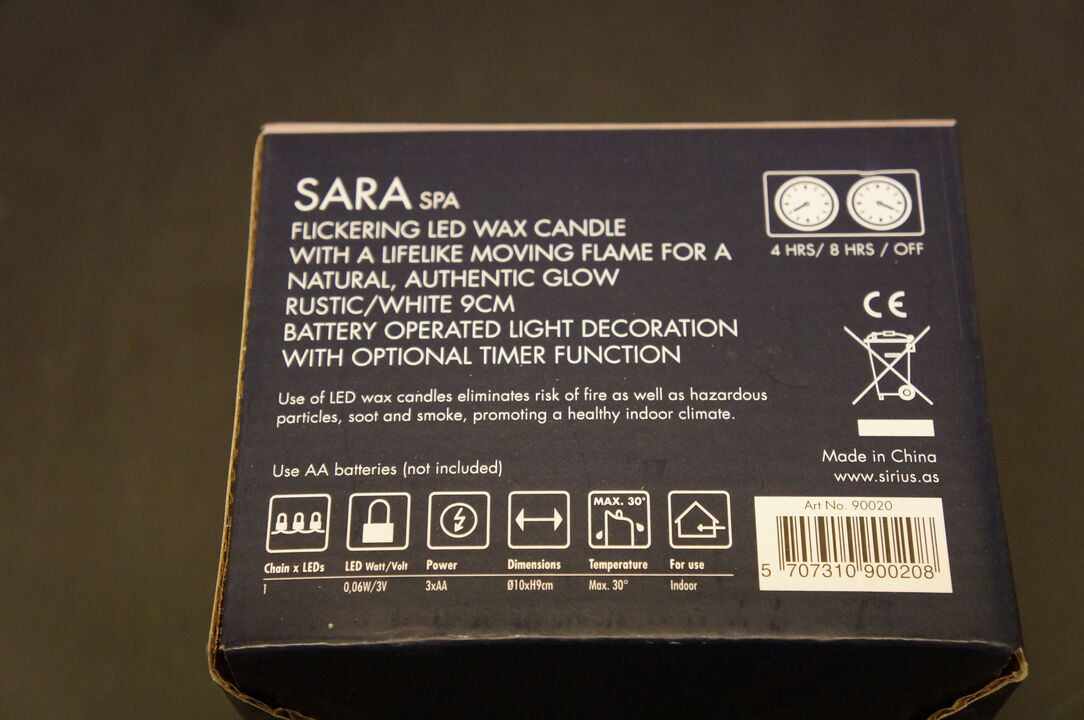 SARA SPA
FLICKERING LED WAX CANDLE
WITH A LIFELIKE MOVING FLAME FOR A
NATURAL, AUTHENTIC GLOW
RUSTIC/WHITE 9CM
BATTERY OPERATED LIGHT DECORATION
WITH OPTIONAL TIMER FUNCTION
4 HRS/ 8 HRS / OFF
CE
Use of LED wax candles eliminates risk of fire as well as hazardous
particles, soot and smoke, promoting a healthy indoor climate.
Made in China
www.sirius.as
Use AA batteries (not included)
MAX. 30°
Chain x LEDs LED Watt/Volt Power Dimensions Temperature For use
1 0,06W/3V 3xAA Ø10xH9cm Max. 30° Indoor
Art No. 90020
5 707310 900208